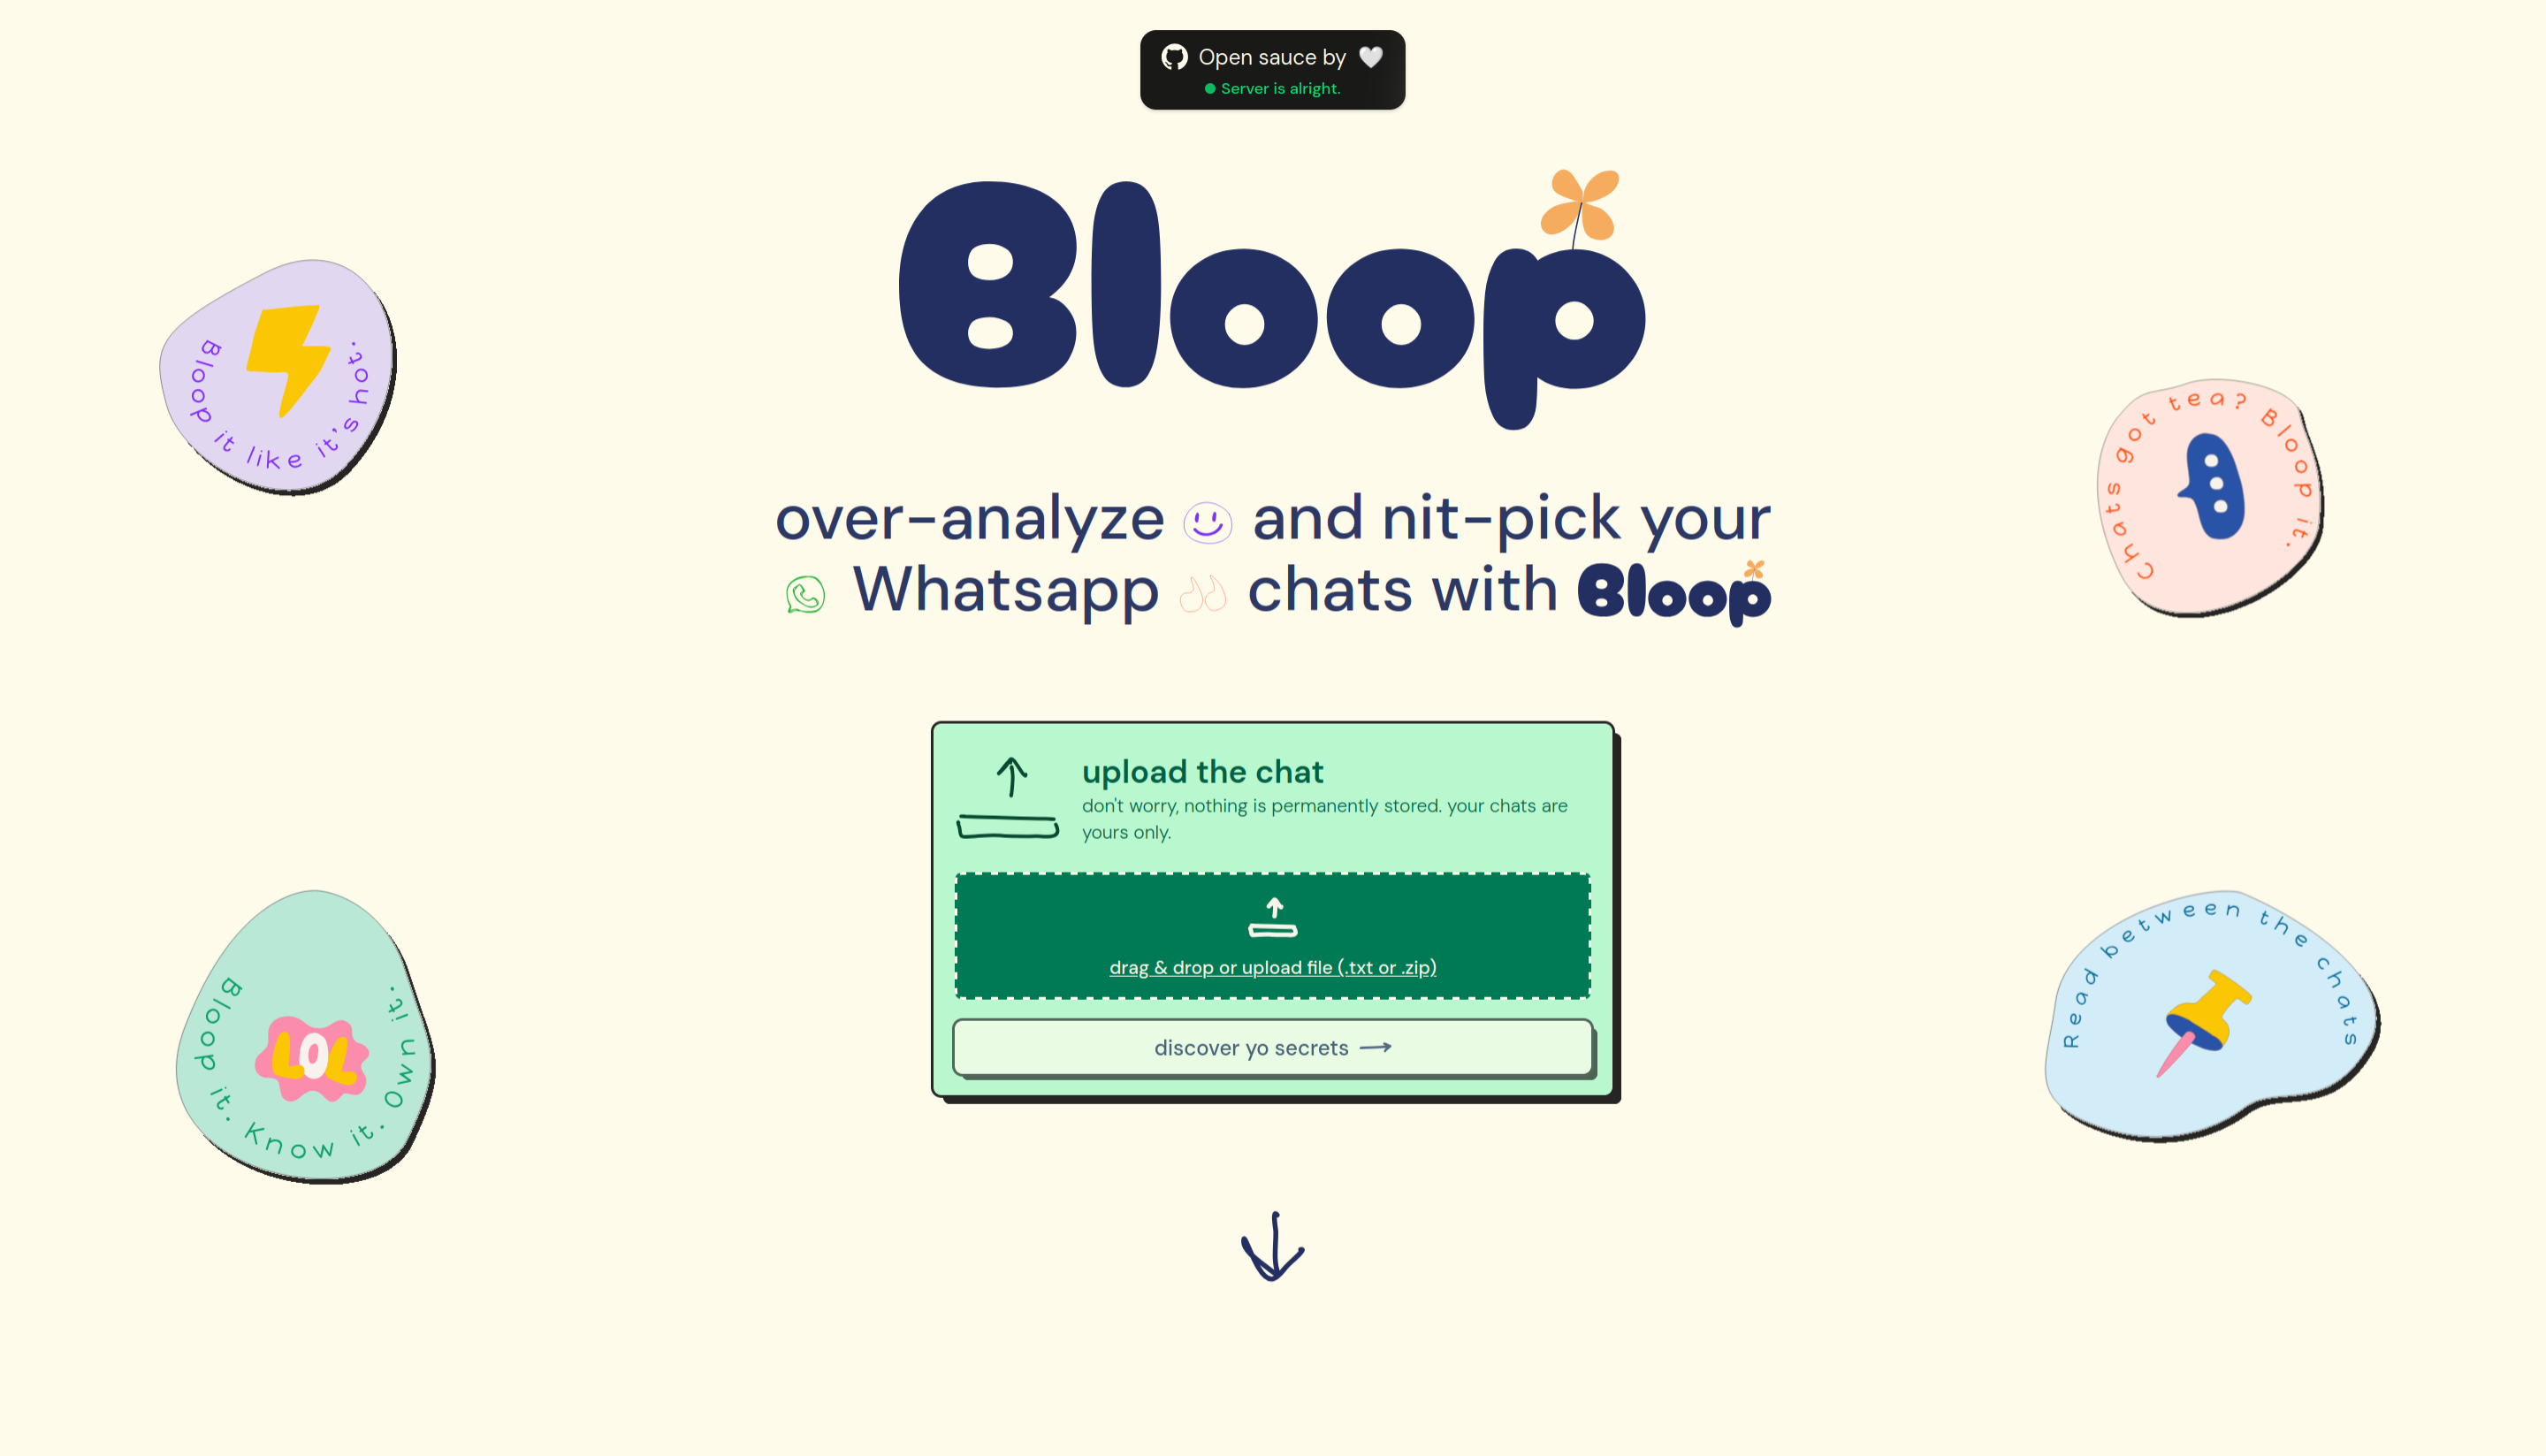 Open sauce by
Server is alright.
Bloop
over-analyze and nit-pick your
Whatsapp chats with Bloop
Bloop it like it's hot.
Chats got tea? Bloop it.
upload the chat
don't worry, nothing is permanently stored. your chats are
yours only.
drag & drop or upload file (.txt or .zip)
discover yo secrets
Bloop it. Know it. Own it.
LOL
Read between the chats